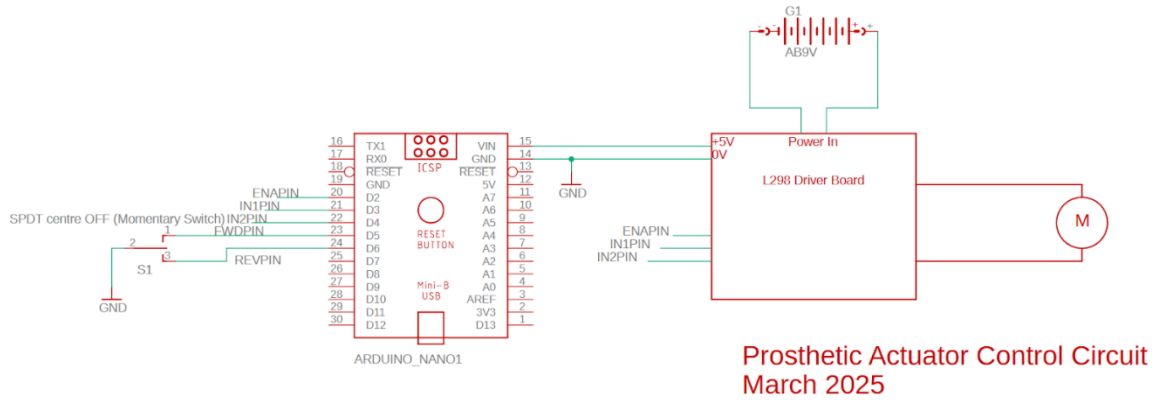 G1
- - + +
AB9V
Power In
+5V
0V
L298 Driver Board
M
ENAPIN
IN1PIN
IN2PIN
16 TX1 VIN 15
17 RX0 GND 14
18 RESET RESET 13
19 GND 5V 12
20 D2 A7 11
21 D3 A6 10
22 D4 A5 9
23 D5 A4 8
24 D6 A3 7
25 D7 A2 6
26 D8 A1 5
27 D9 A0 4
28 D10 AREF 3
29 D11 3V3 2
30 D12 D13 1
ICSP
RESET
BUTTON
Mini-B
USB
ARDUINO_NANO1
GND
ENAPIN
IN1PIN
SPDT centre OFF (Momentary Switch) IN2PIN
FWDPIN
REVPIN
1
2
3
S1
GND
Prosthetic Actuator Control Circuit
March 2025